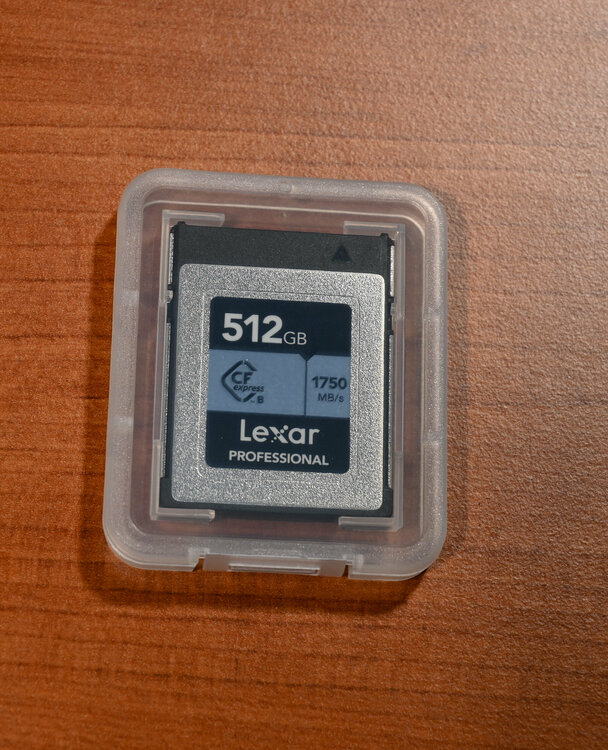 512GB
CF
express
B
1750
MB/s
Lexar
PROFESSIONAL